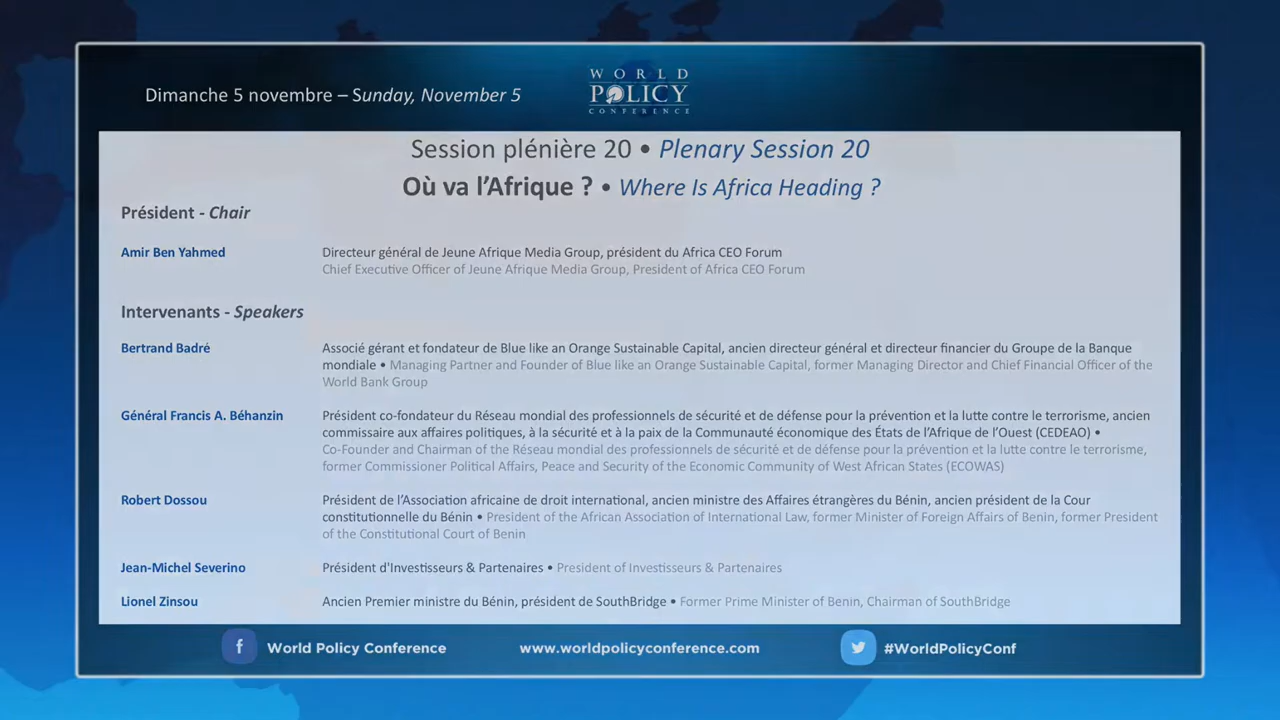 Dimanche 5 novembre – Sunday, November 5
WORLD
POLICY
CONFERENCE
Session plénière 20 • Plenary Session 20
Où va l'Afrique ? • Where Is Africa Heading ?
Président - Chair
Amir Ben Yahmed
Directeur général de Jeune Afrique Media Group, président du Africa CEO Forum
Chief Executive Officer of Jeune Afrique Media Group, President of Africa CEO Forum
Intervenants - Speakers
Bertrand Badré
Associé gérant et fondateur de Blue like an Orange Sustainable Capital, ancien directeur général et directeur financier du Groupe de la Banque
mondiale • Managing Partner and Founder of Blue like an Orange Sustainable Capital, former Managing Director and Chief Financial Officer of the
World Bank Group
Général Francis A. Béhanzin
Président co-fondateur du Réseau mondial des professionnels de sécurité et de défense pour la prévention et la lutte contre le terrorisme, ancien
commissaire aux affaires politiques, à la sécurité et à la paix de la Communauté économique des États de l'Afrique de l'Ouest (CEDEAO) •
Co-Founder and Chairman of the Réseau mondial des professionnels de sécurité et de défense pour la prévention et la lutte contre le terrorisme,
former Commissioner Political Affairs, Peace and Security of the Economic Community of West African States (ECOWAS)
Robert Dossou
Président de l'Association africaine de droit international, ancien ministre des Affaires étrangères du Bénin, ancien président de la Cour
constitutionnelle du Bénin • President of the African Association of International Law, former Minister of Foreign Affairs of Benin, former President
of the Constitutional Court of Benin
Jean-Michel Severino
Président d'Investisseurs & Partenaires • President of Investisseurs & Partenaires
Lionel Zinsou
Ancien Premier ministre du Bénin, président de SouthBridge • Former Prime Minister of Benin, Chairman of SouthBridge
f World Policy Conference
www.worldpolicyconference.com
#WorldPolicyConf